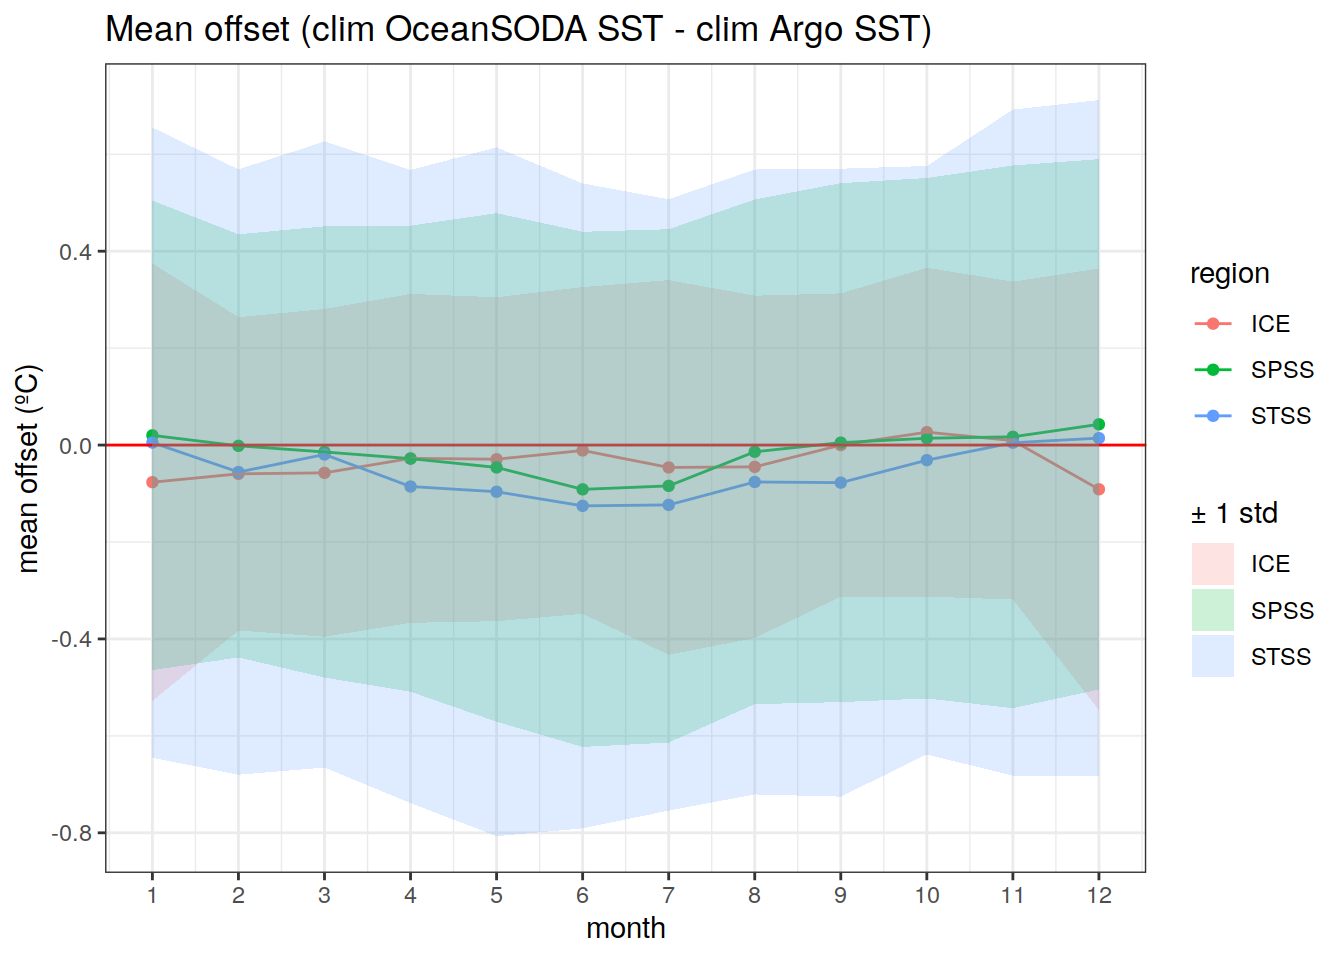 Mean offset (clim OceanSODA SST - clim Argo SST)
mean offset (ºC)
0.4
0.0
-0.4
-0.8
1 2 3 4 5 6 7 8 9 10 11 12
month
region
ICE
SPSS
STSS
± 1 std
ICE
SPSS
STSS